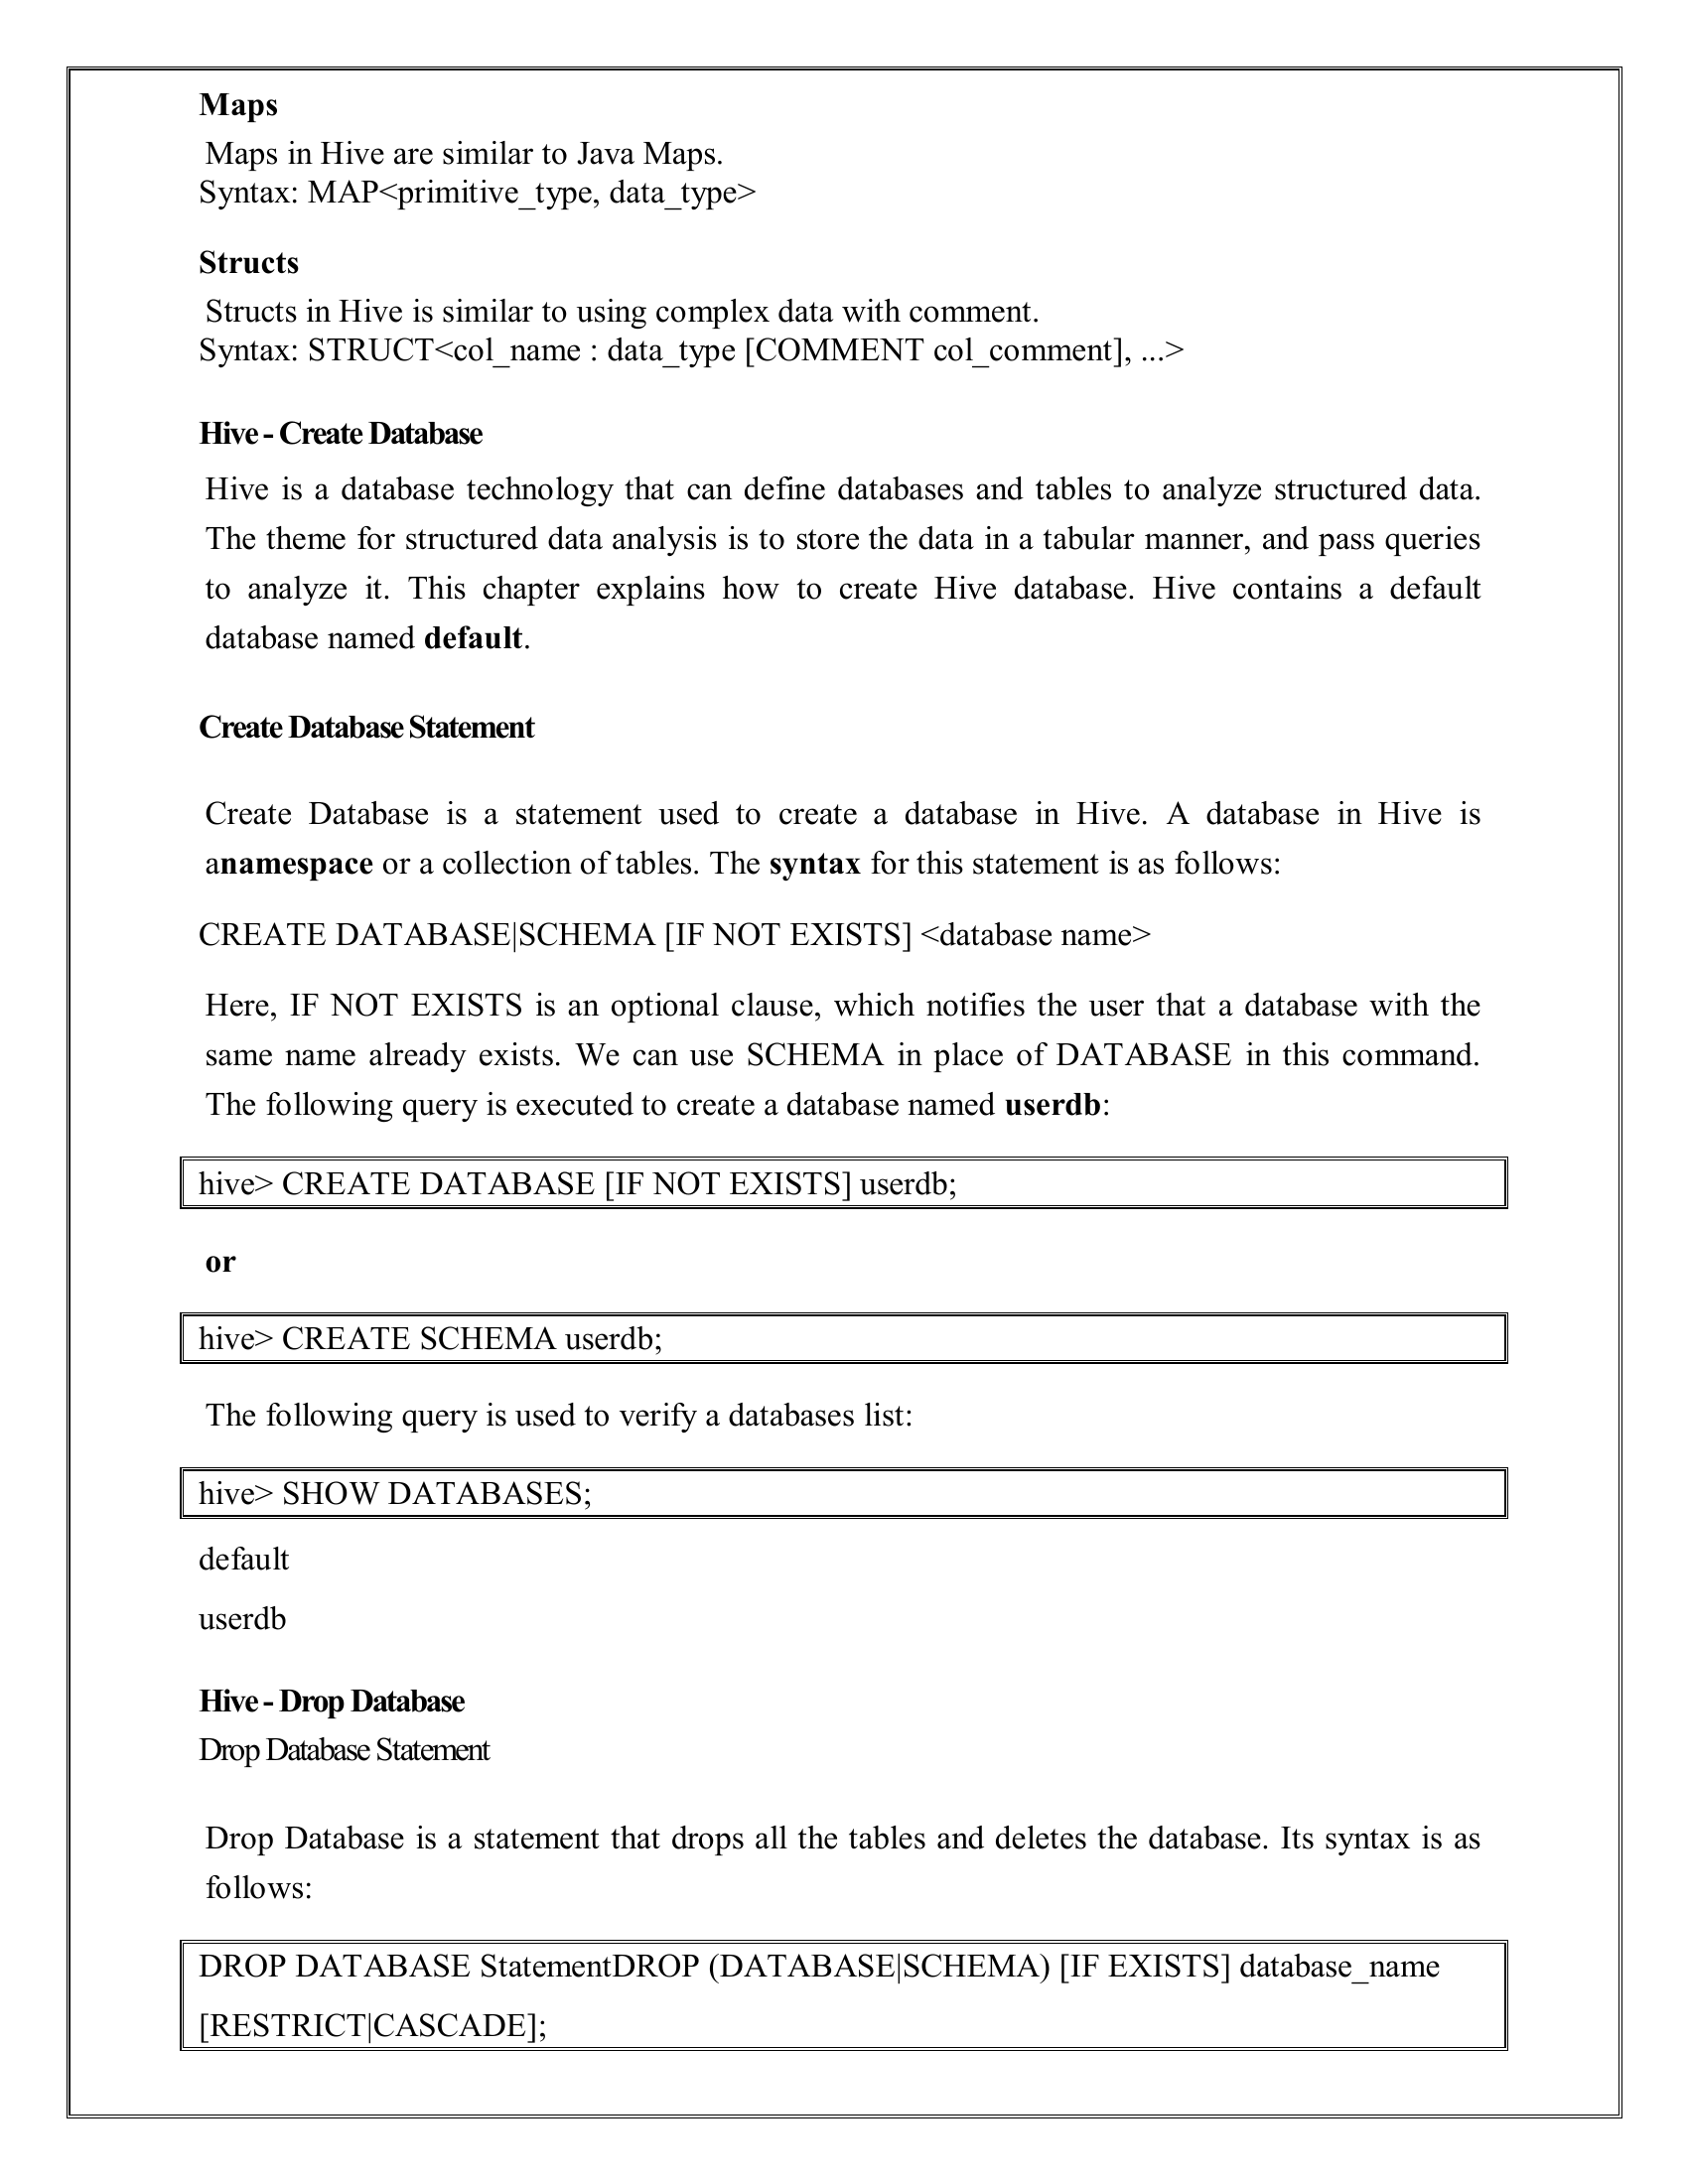 Maps
Maps in Hive are similar to Java Maps.
Syntax: MAP<primitive_type, data_type>
Structs
Structs in Hive is similar to using complex data with comment.
Syntax: STRUCT<col_name : data_type [COMMENT col_comment], ...>
Hive - Create Database
Hive is a database technology that can define databases and tables to analyze structured data.
The theme for structured data analysis is to store the data in a tabular manner, and pass queries
to analyze it. This chapter explains how to create Hive database. Hive contains a default
database named default.
Create Database Statement
Create Database is a statement used to create a database in Hive. A database in Hive is
anamespace or a collection of tables. The syntax for this statement is as follows:
CREATE DATABASE|SCHEMA [IF NOT EXISTS] <database name>
Here, IF NOT EXISTS is an optional clause, which notifies the user that a database with the
same name already exists. We can use SCHEMA in place of DATABASE in this command.
The following query is executed to create a database named userdb:
hive> CREATE DATABASE [IF NOT EXISTS] userdb;
or
hive> CREATE SCHEMA userdb;
The following query is used to verify a databases list:
hive> SHOW DATABASES;
default
userdb
Hive - Drop Database
Drop Database Statement
Drop Database is a statement that drops all the tables and deletes the database. Its syntax is as
follows:
DROP DATABASE StatementDROP (DATABASE|SCHEMA) [IF EXISTS] database_name
[RESTRICT|CASCADE];